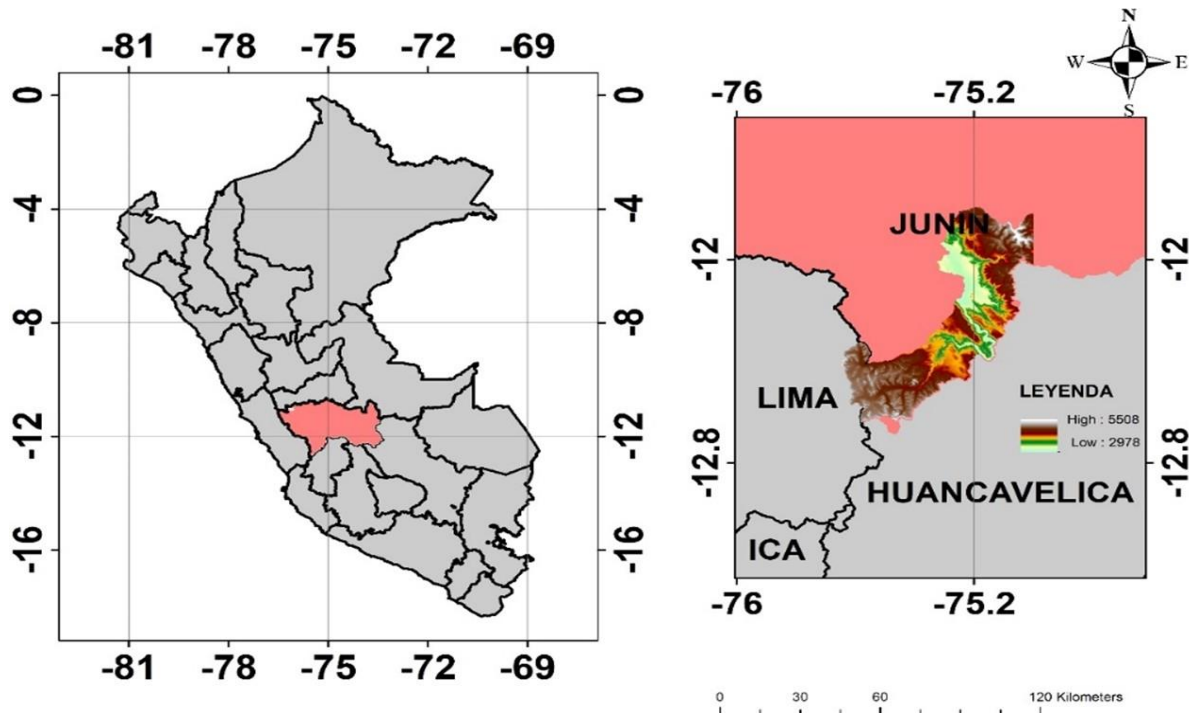 -81 -78 -75 -72 -69
0 0
-4 -4
-8 -8
-12 -12
-16 -16
-81 -78 -75 -72 -69
N
W E
S
-76 -75.2
JUNIN
-12 -12
LIMA
LEYENDA
High : 5508
Low : 2978
-12.8 -12.8
HUANCAVELICA
ICA
-76 -75.2
0 30 60 120 Kilometers